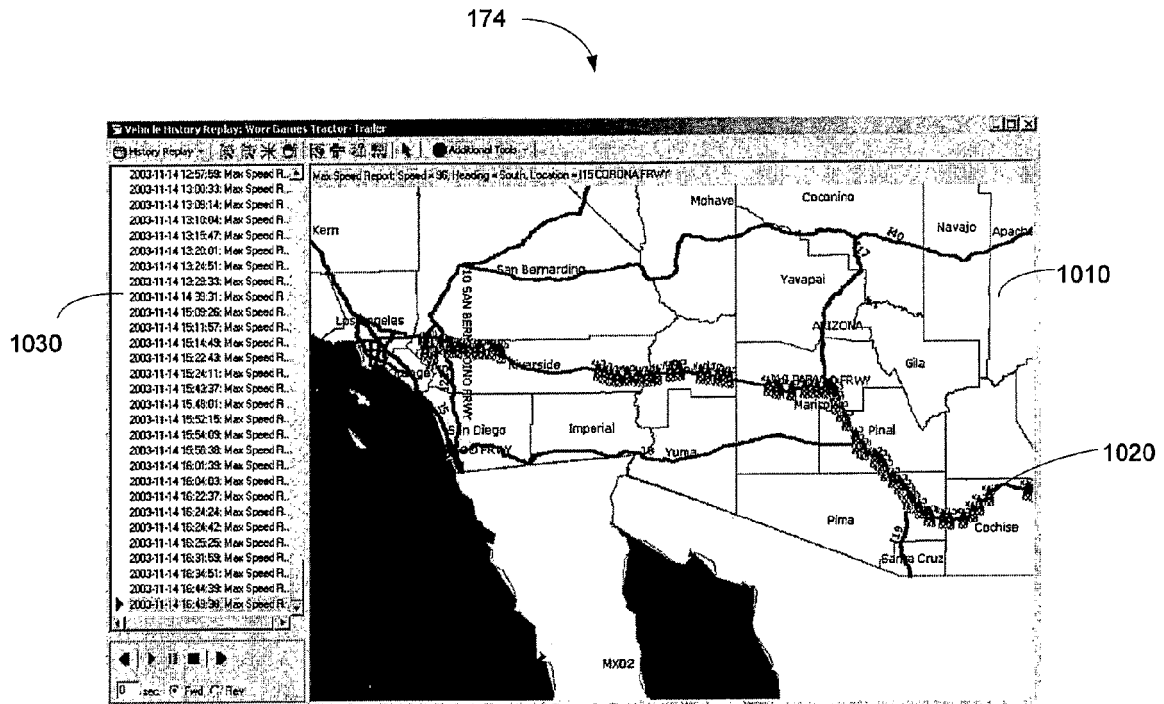 174
Vehicle History Replay: Worr Games Tractor-Trailer
History Replay
Additional Tools
Max Speed Report: Speed = 96, Heading = South, Location = I15 CORONA FRWY
2003-11-14 12:57:59: Max Speed R...
2003-11-14 13:00:33: Max Speed R...
2003-11-14 13:09:14: Max Speed R...
2003-11-14 13:10:04: Max Speed R...
2003-11-14 13:15:47: Max Speed R...
2003-11-14 13:20:01: Max Speed R...
2003-11-14 13:24:51: Max Speed R...
2003-11-14 13:29:33: Max Speed R...
2003-11-14 14:39:31: Max Speed R...
2003-11-14 15:09:26: Max Speed R...
2003-11-14 15:11:57: Max Speed R...
2003-11-14 15:14:49: Max Speed R...
2003-11-14 15:22:43: Max Speed R...
2003-11-14 15:24:11: Max Speed R...
2003-11-14 15:43:37: Max Speed R...
2003-11-14 15:48:01: Max Speed R...
2003-11-14 15:52:15: Max Speed R...
2003-11-14 15:54:09: Max Speed R...
2003-11-14 15:58:38: Max Speed R...
2003-11-14 16:01:39: Max Speed R...
2003-11-14 16:04:03: Max Speed R...
2003-11-14 16:22:37: Max Speed R...
2003-11-14 16:24:24: Max Speed R...
2003-11-14 16:24:42: Max Speed R...
2003-11-14 16:25:25: Max Speed R...
2003-11-14 16:31:59: Max Speed R...
2003-11-14 16:34:51: Max Speed R...
2003-11-14 16:44:39: Max Speed R...
2003-11-14 16:49:38: Max Speed R...
0 sec. Fwd Rev
1030
Kern
Mohave
Coconino
Navajo
Apache
I40
I17
San Bernardino
Yavapai
1010
I10 SAN BERNARDINO FRWY
Los Angeles
ARIZONA
Gila
Orange
Riverside
Maricopa
Pinal
San Diego
Imperial
I8
Yuma
1020
Pima
Cochise
I19
Santa Cruz
MX02